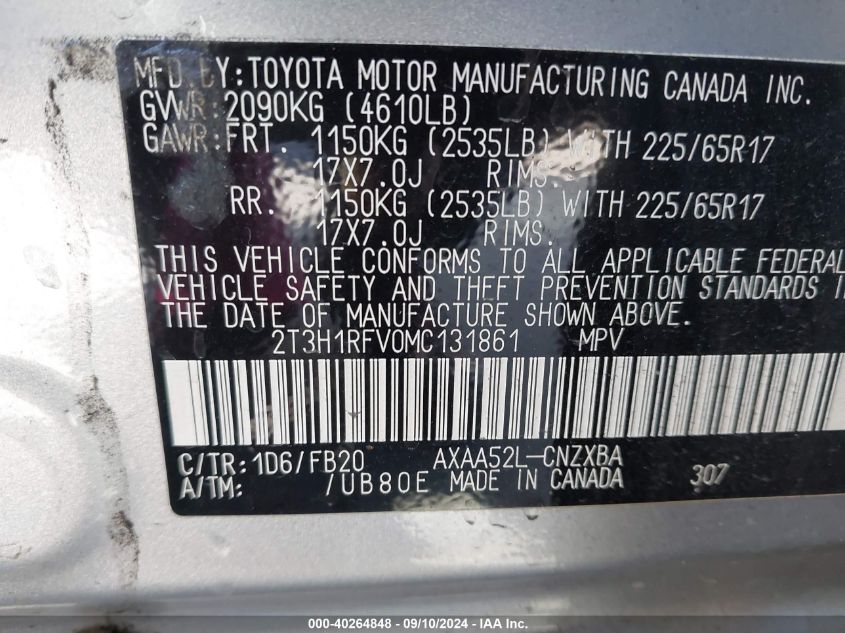 MFD. BY:TOYOTA MOTOR MANUFACTURING CANADA INC.
GVWR:2090KG (4610LB)
GAWR:FRT. 1150KG (2535LB) WITH 225/65R17
17X7.0J RIMS.
RR. 1150KG (2535LB) WITH 225/65R17
17X7.0J RIMS.
THIS VEHICLE CONFORMS TO ALL APPLICABLE FEDERAL
VEHICLE SAFETY AND THEFT PREVENTION STANDARDS I
THE DATE OF MANUFACTURE SHOWN ABOVE.
2T3H1RFV0MC131861 MPV
C/TR:1D6/FB20 AXAA52L-CNZXBA
A/TM: /UB80E MADE IN CANADA 307
000-40264848 - 09/10/2024 - IAA Inc.